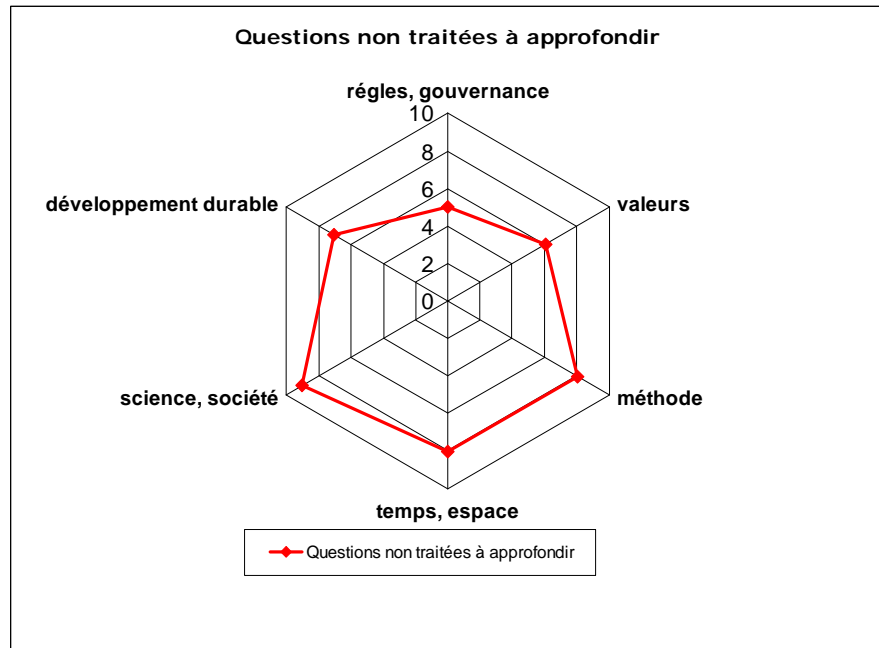 Questions non traitées à approfondir
régles, gouvernance
10
8
6
4
2
0
développement durable
valeurs
science, société
méthode
temps, espace
Questions non traitées à approfondir